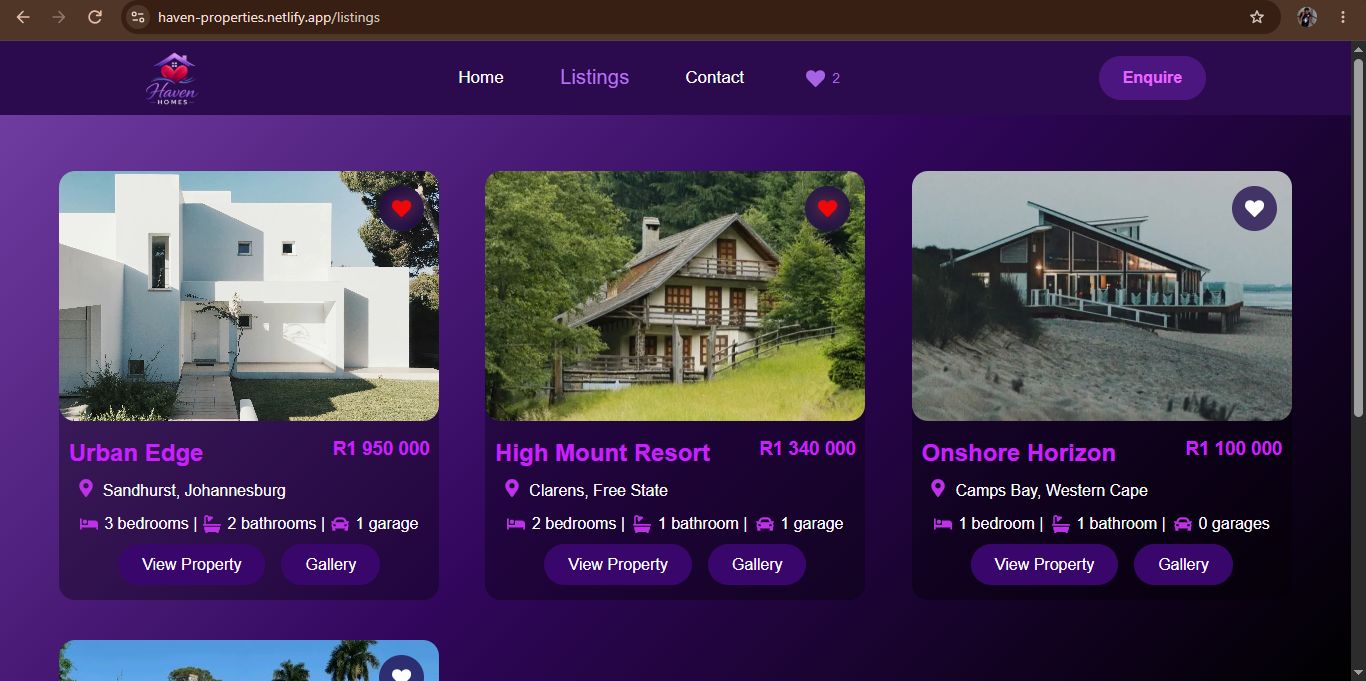 haven-properties.netlify.app/listings
Haven
HOMES
Home Listings Contact 2 Enquire
Urban Edge R1 950 000
Sandhurst, Johannesburg
3 bedrooms | 2 bathrooms | 1 garage
View Property Gallery
High Mount Resort R1 340 000
Clarens, Free State
2 bedrooms | 1 bathroom | 1 garage
View Property Gallery
Onshore Horizon R1 100 000
Camps Bay, Western Cape
1 bedroom | 1 bathroom | 0 garages
View Property Gallery